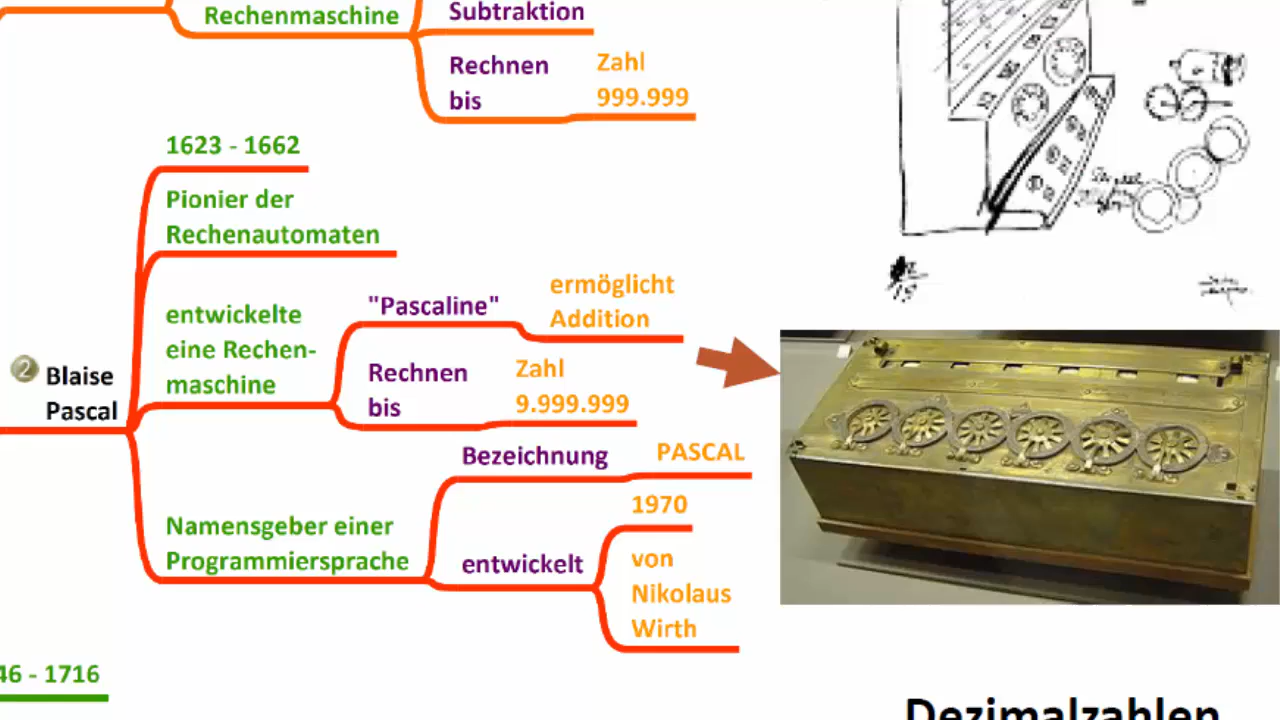 Rechenmaschine
Subtraktion
Rechnen
bis
Zahl
999.999
1623 - 1662
Pionier der
Rechenautomaten
entwickelte
eine Rechen-
maschine
"Pascaline"
ermöglicht
Addition
Rechnen
bis
Zahl
9.999.999
2
Blaise
Pascal
Namensgeber einer
Programmiersprache
Bezeichnung
PASCAL
entwickelt
1970
von
Nikolaus
Wirth
46 - 1716
Dezimalzahlen